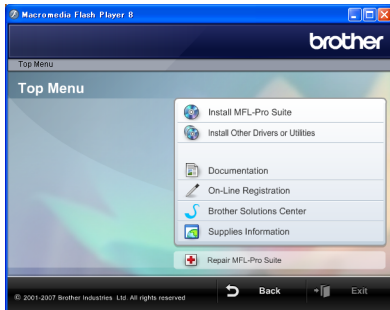 Macromedia Flash Player 8
brother
Top Menu
Top Menu
Install MFL-Pro Suite
Install Other Drivers or Utilities
Documentation
On-Line Registration
Brother Solutions Center
Supplies Information
Repair MFL-Pro Suite
© 2001-2007 Brother Industries Ltd. All rights reserved
Back
Exit